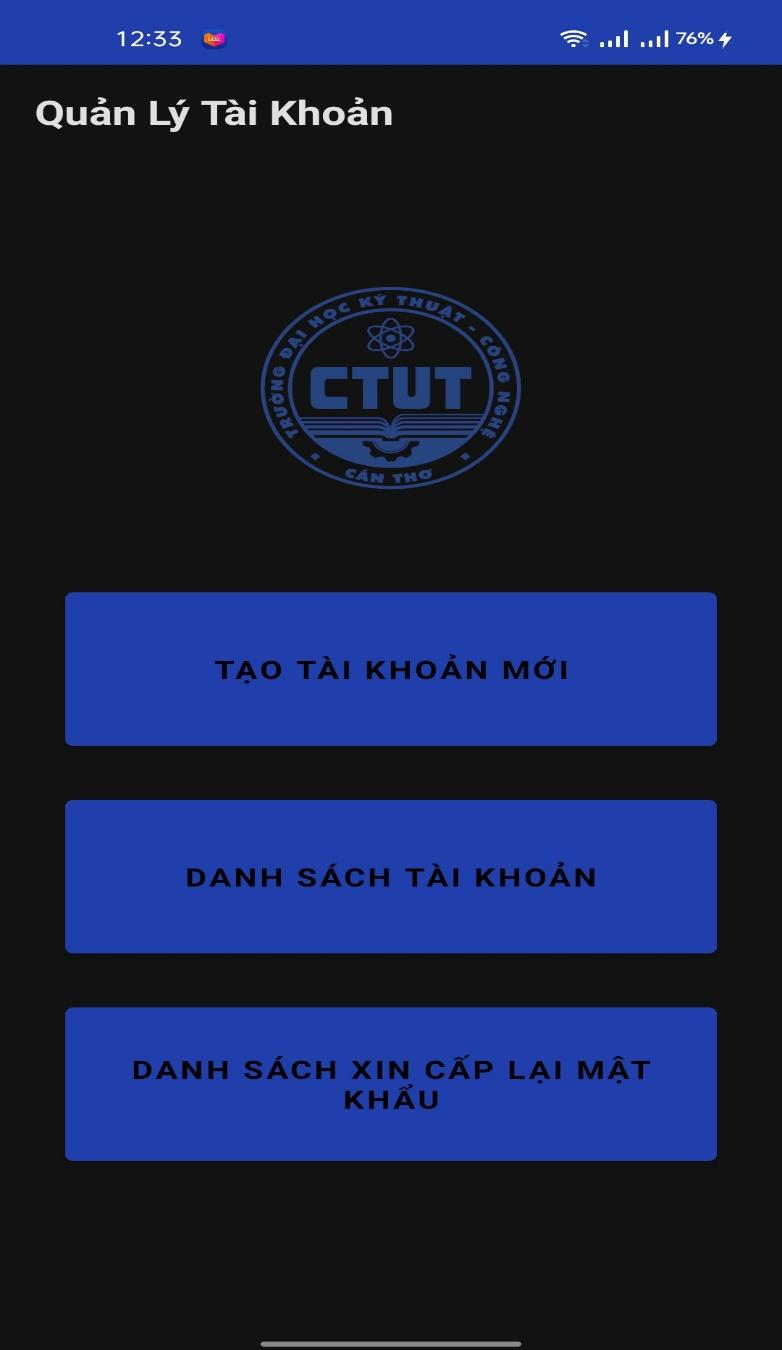 12:33
76%
Quản Lý Tài Khoản
TRƯỜNG ĐẠI HỌC KỸ THUẬT - CÔNG NGHỆ
CTUT
CẦN THƠ
TẠO TÀI KHOẢN MỚI
DANH SÁCH TÀI KHOẢN
DANH SÁCH XIN CẤP LẠI MẬT
KHẨU